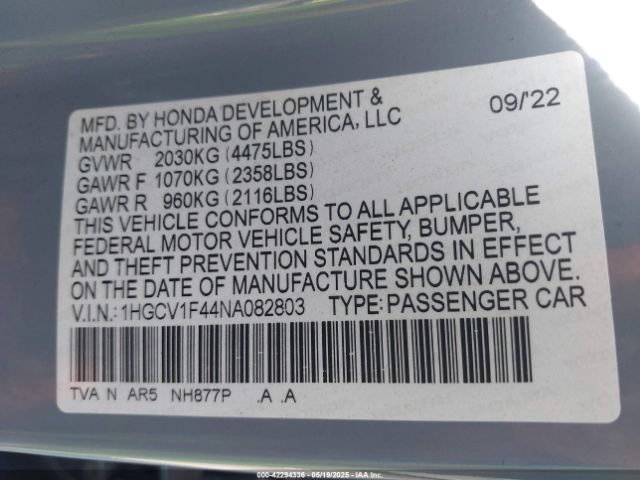 MFD. BY HONDA DEVELOPMENT & 09/'22
MANUFACTURING OF AMERICA, LLC
GVWR 2030KG (4475LBS)
GAWR F 1070KG (2358LBS)
GAWR R 960KG (2116LBS)
THIS VEHICLE CONFORMS TO ALL APPLICABLE
FEDERAL MOTOR VEHICLE SAFETY, BUMPER,
AND THEFT PREVENTION STANDARDS IN EFFECT
ON THE DATE OF MANUFACTURE SHOWN ABOVE.
V.I.N.: 1HGCV1F44NA082803 TYPE: PASSENGER CAR
TVA N AR5 NH877P .A .A
000-42294336 - 05/19/2025 - IAA Inc.